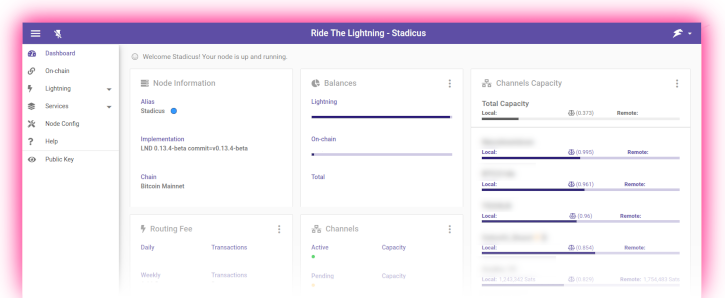 Ride The Lightning - Stadicus
Dashboard
On-chain
Lightning
Services
Node Config
Help
Public Key
Welcome Stadicus! Your node is up and running.
Node Information
Alias
Stadicus
Implementation
LND 0.13.4-beta commit=v0.13.4-beta
Chain
Bitcoin Mainnet
Balances
Lightning
On-chain
Total
Channels Capacity
Total Capacity
Local: (0.373) Remote:
Local: (0.995) Remote:
Local: (0.961) Remote:
Local: (0.96) Remote:
Local: (0.854) Remote:
Local: (0.829) Remote:
Routing Fee
Daily Transactions
Weekly Transactions
Channels
Active Capacity
Pending Capacity